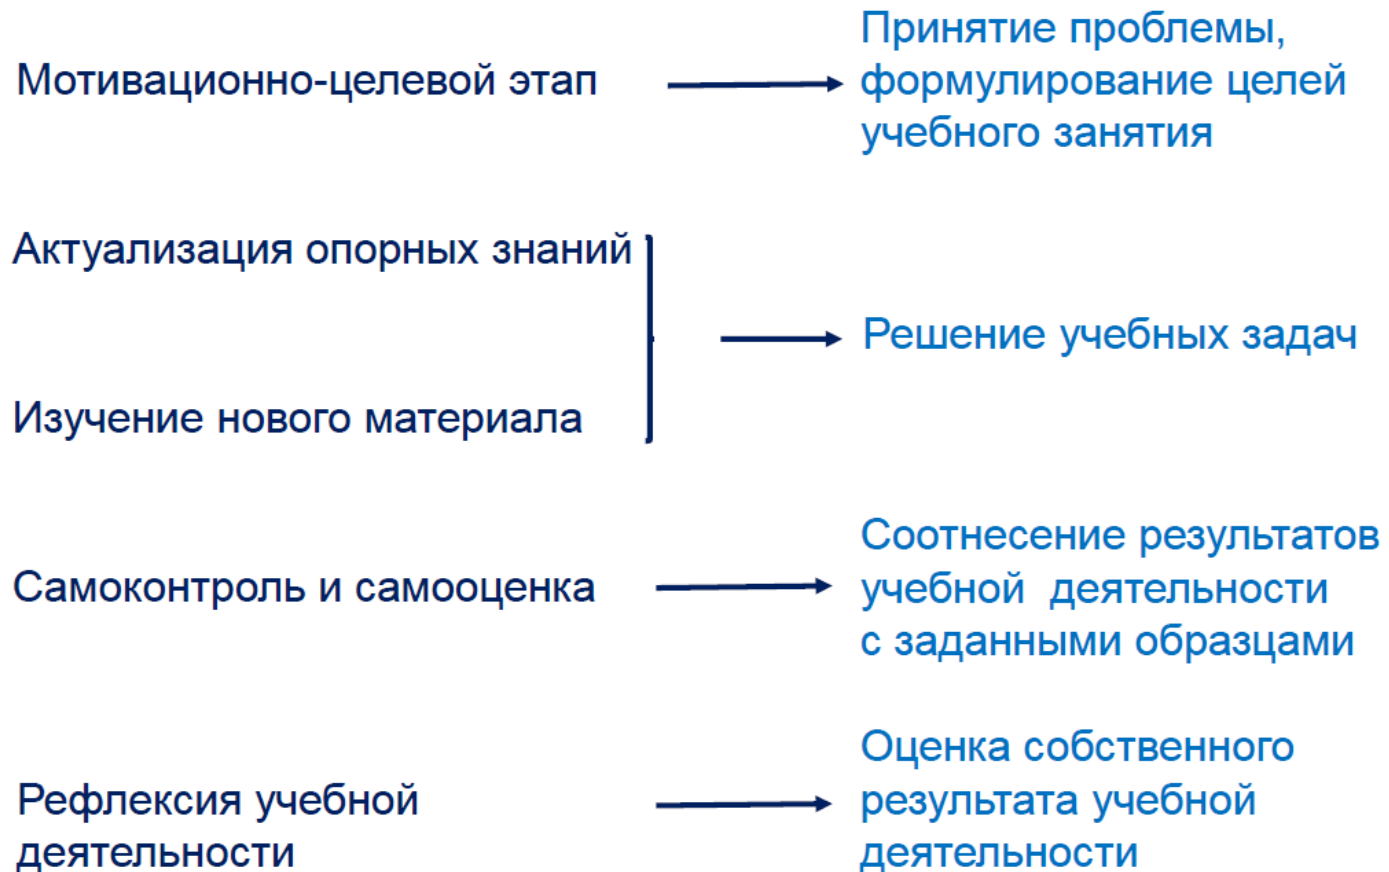 Мотивационно-целевой этап
Принятие проблемы,
формулирование целей
учебного занятия
Актуализация опорных знаний
Изучение нового материала
Решение учебных задач
Самоконтроль и самооценка
Соотнесение результатов
учебной  деятельности
с заданными образцами
Рефлексия учебной
деятельности
Оценка собственного
результата учебной
деятельности